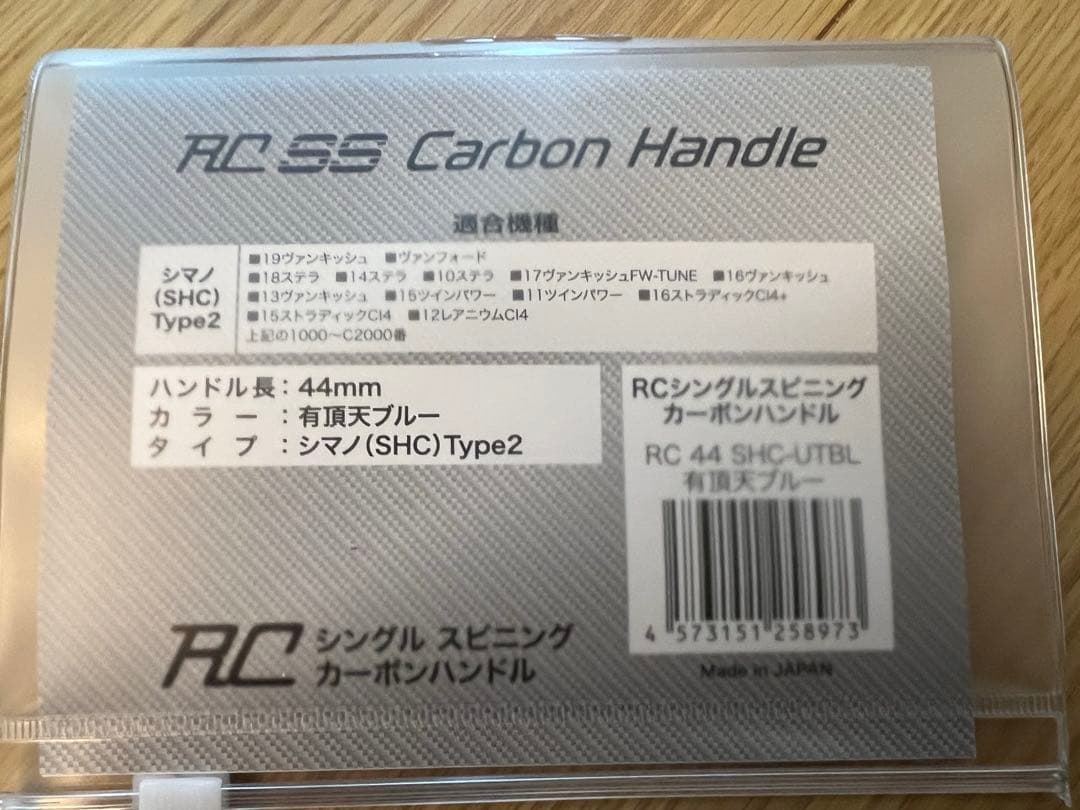 RC SS Carbon Handle
適合機種
シマノ
(SHC)
Type2
■19ヴァンキッシュ ■ヴァンフォード
■18ステラ ■14ステラ ■10ステラ ■17ヴァンキッシュFW-TUNE ■16ヴァンキッシュ
■13ヴァンキッシュ ■15ツインパワー ■11ツインパワー ■16ストラディックCI4+
■15ストラディックCI4 ■12レアニウムCI4
上記の1000〜C2000番
ハンドル長：44mm
カラー：有頂天ブルー
タイプ：シマノ(SHC)Type2
RCシングルスピニング
カーボンハンドル
RC 44 SHC-UTBL
有頂天ブルー
4 573151 258973
Made in JAPAN
RC シングル スピニング
カーボンハンドル